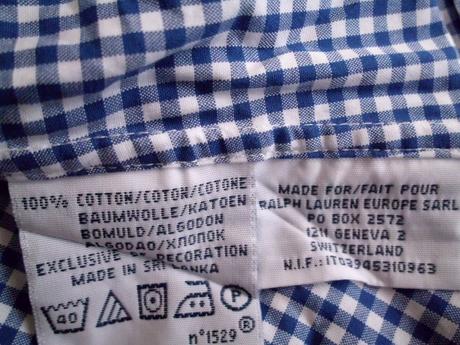 100% COTTON/COTON/COTONE
BAUMWOLLE/KATOEN
BOMULD/ALGODON
ALGODAO/ХЛОПОК
EXCLUSIVE OF DECORATION
MADE IN SRI LANKA
40
P
n°1529 ®
MADE FOR/FAIT POUR
RALPH LAUREN EUROPE SARL
PO BOX 2572
1211 GENEVA 2
SWITZERLAND
N.I.F.: IT03945310963